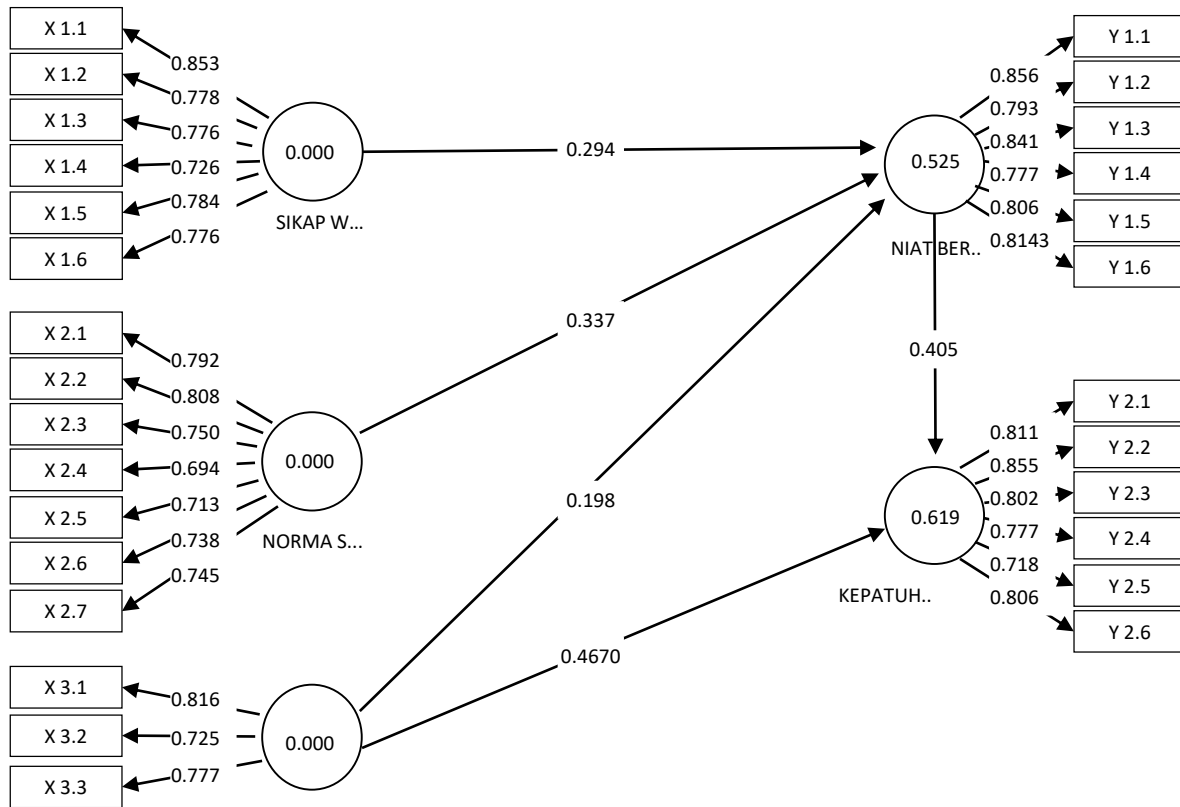 X 1.1
X 1.2
X 1.3
X 1.4
X 1.5
X 1.6
0.853
0.778
0.776
0.726
0.784
0.776
0.000
SIKAP W...
0.294
X 2.1
X 2.2
X 2.3
X 2.4
X 2.5
X 2.6
X 2.7
0.792
0.808
0.750
0.694
0.713
0.738
0.745
0.000
NORMA S...
0.337
X 3.1
X 3.2
X 3.3
0.816
0.725
0.777
0.000
0.198
0.4670
0.525
NIAT BER..
0.856
0.793
0.841
0.777
0.806
0.8143
Y 1.1
Y 1.2
Y 1.3
Y 1.4
Y 1.5
Y 1.6
0.405
0.619
KEPATUH..
0.811
0.855
0.802
0.777
0.718
0.806
Y 2.1
Y 2.2
Y 2.3
Y 2.4
Y 2.5
Y 2.6